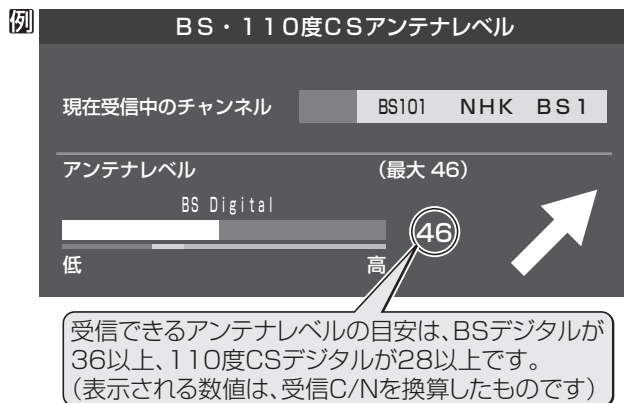 例
BS・110度CSアンテナレベル
現在受信中のチャンネル BS101 NHK BS1
アンテナレベル (最大 46)
BS Digital
46
低 高
受信できるアンテナレベルの目安は、BSデジタルが
36以上、110度CSデジタルが28以上です。
(表示される数値は、受信C/Nを換算したものです)